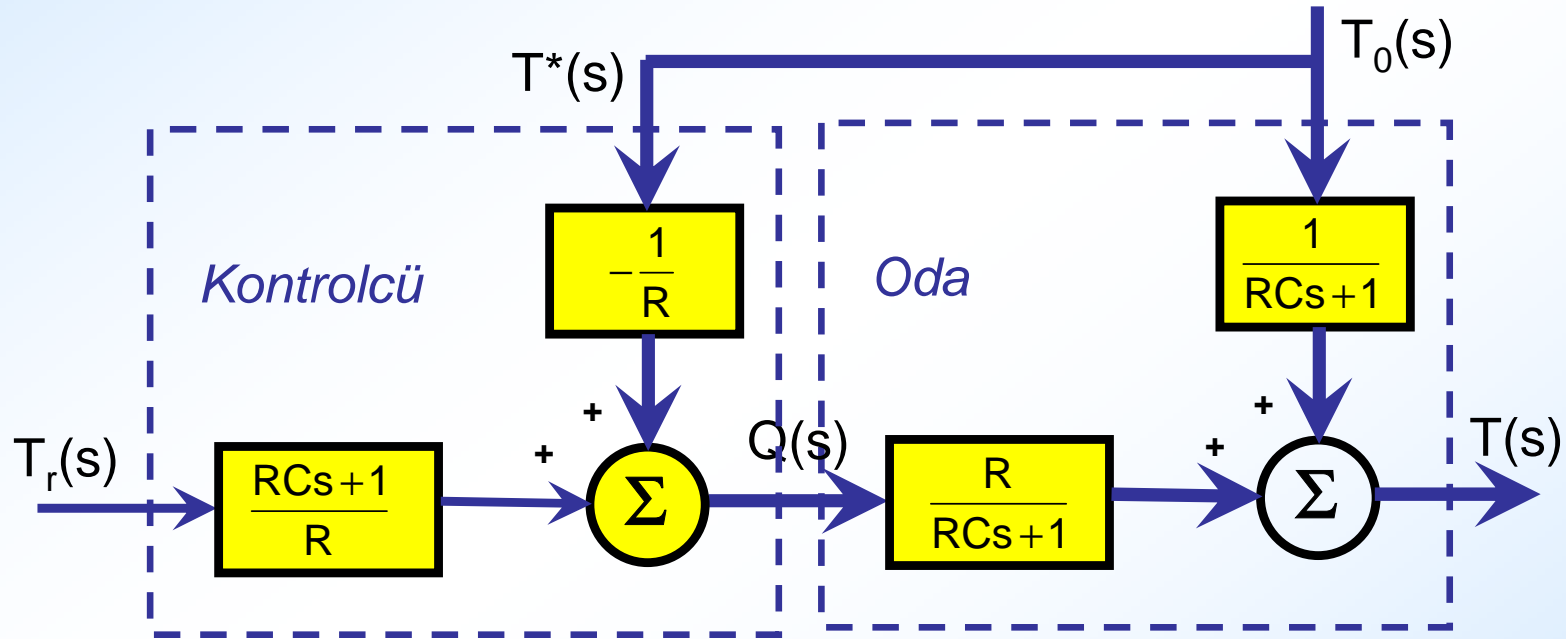 T*(s)
T₀(s)
Kontrolcü
− 1/R
Oda
1/(RCs+1)
+
+
Tᵣ(s)
(RCs+1)/R
+
Σ
Q(s)
R/(RCs+1)
+
Σ
T(s)